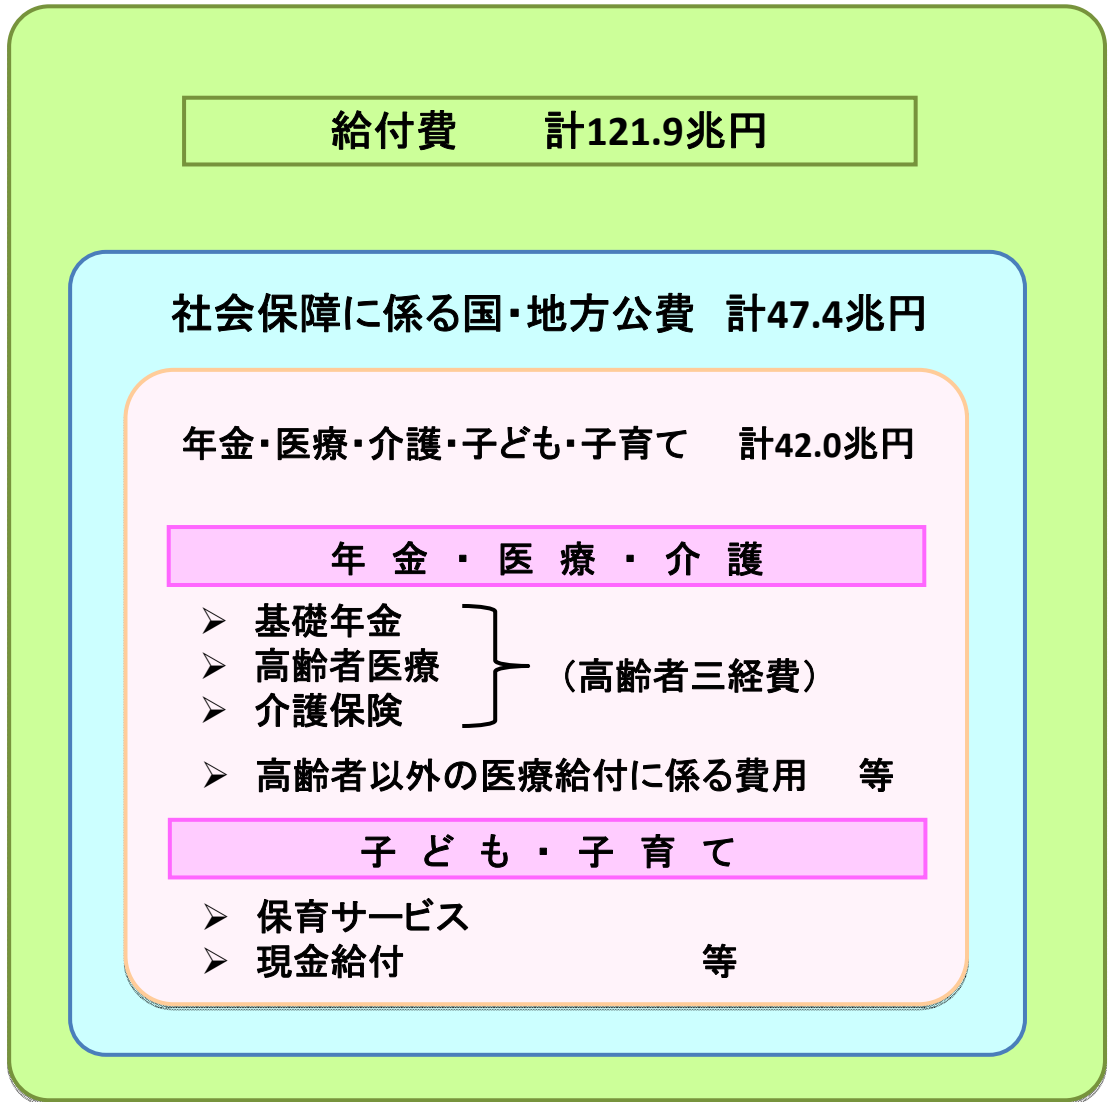 給付費　　計121.9兆円
社会保障に係る国・地方公費　計47.4兆円
年金・医療・介護・子ども・子育て　計42.0兆円
年　金　・　医　療　・　介　護
➢ 基礎年金
➢ 高齢者医療
➢ 介護保険
（高齢者三経費）
➢ 高齢者以外の医療給付に係る費用　等
子　ど　も　・　子　育　て
➢ 保育サービス
➢ 現金給付　　　　　　　　等